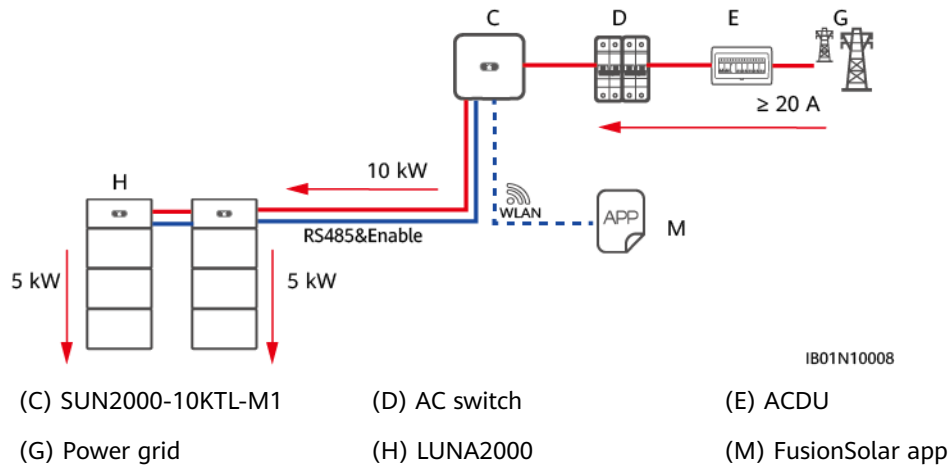 C D E G
≥ 20 A
10 kW
H
WLAN
APP
M
RS485&Enable
5 kW 5 kW
IB01N10008
(C) SUN2000-10KTL-M1 (D) AC switch (E) ACDU
(G) Power grid (H) LUNA2000 (M) FusionSolar app